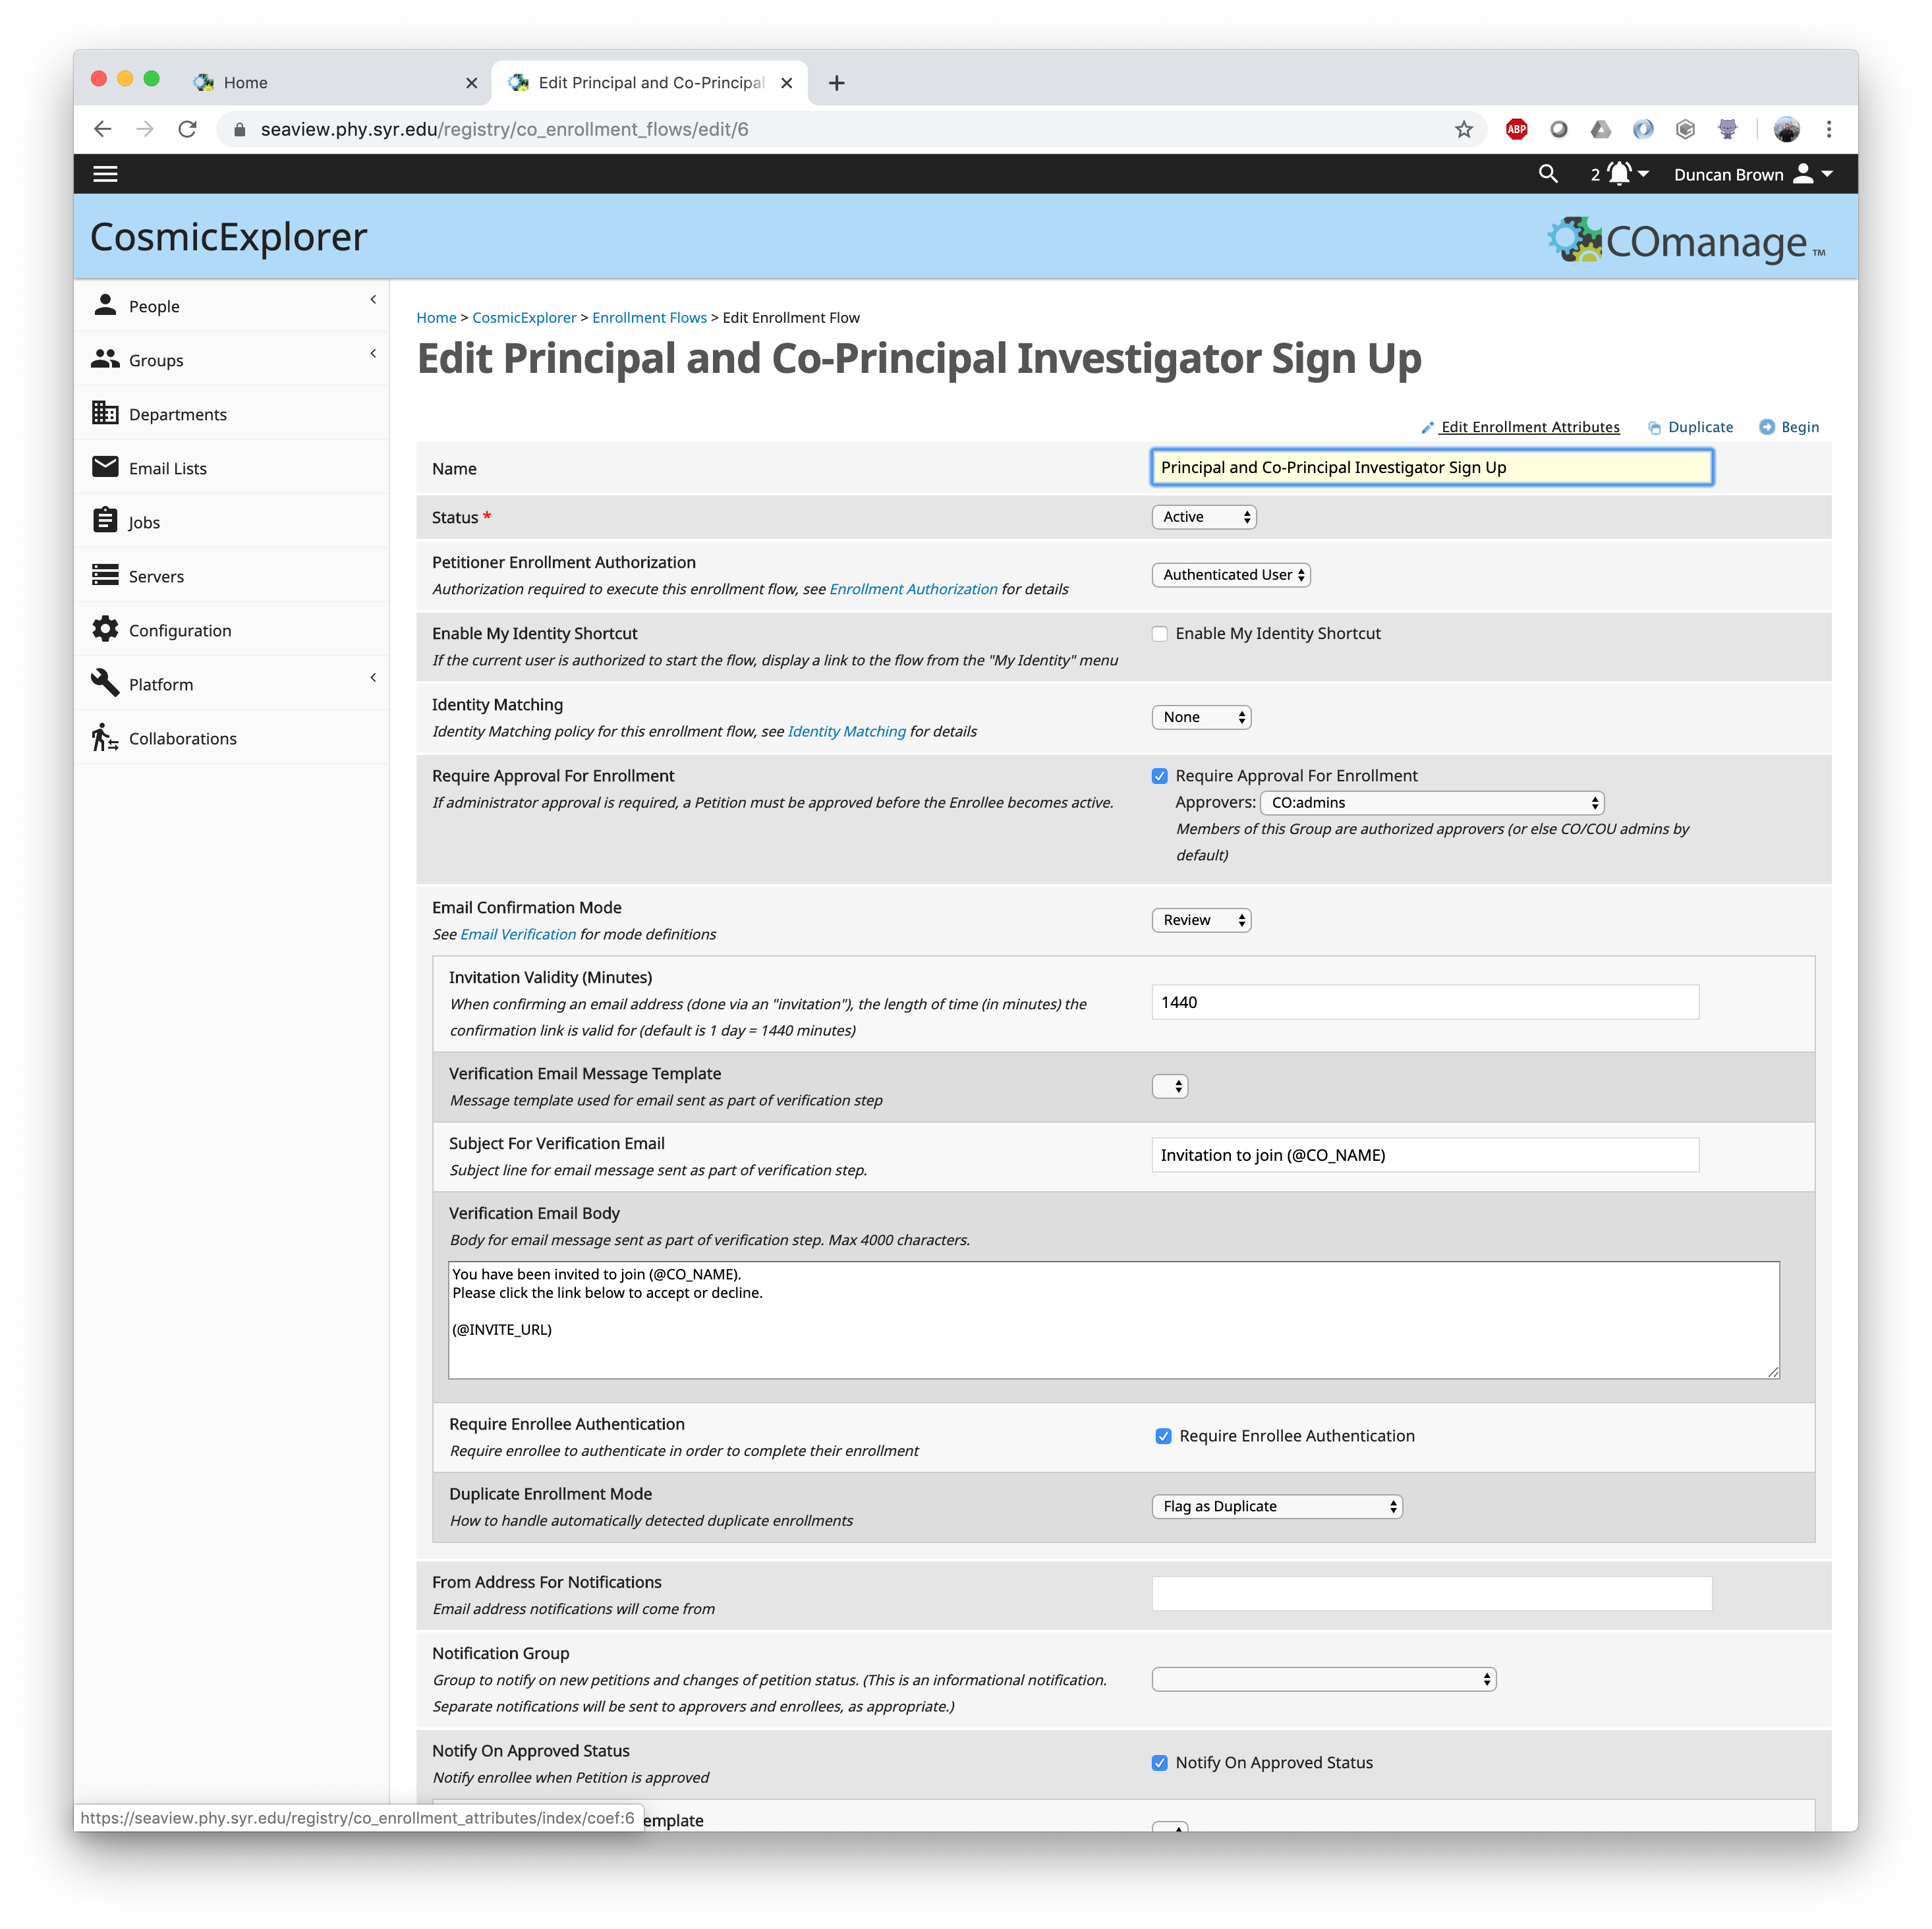 Home
Edit Principal and Co-Principal
seaview.phy.syr.edu/registry/co_enrollment_flows/edit/6
ABP
2
Duncan Brown
CosmicExplorer
COmanage TM
People
Groups
Departments
Email Lists
Jobs
Servers
Configuration
Platform
Collaborations
Home > CosmicExplorer > Enrollment Flows > Edit Enrollment Flow
Edit Principal and Co-Principal Investigator Sign Up
Edit Enrollment Attributes Duplicate Begin
Name
Principal and Co-Principal Investigator Sign Up
Status *
Active
Petitioner Enrollment Authorization
Authorization required to execute this enrollment flow, see Enrollment Authorization for details
Authenticated User
Enable My Identity Shortcut
If the current user is authorized to start the flow, display a link to the flow from the "My Identity" menu
Enable My Identity Shortcut
Identity Matching
Identity Matching policy for this enrollment flow, see Identity Matching for details
None
Require Approval For Enrollment
If administrator approval is required, a Petition must be approved before the Enrollee becomes active.
Require Approval For Enrollment
Approvers: CO:admins
Members of this Group are authorized approvers (or else CO/COU admins by
default)
Email Confirmation Mode
See Email Verification for mode definitions
Review
Invitation Validity (Minutes)
When confirming an email address (done via an "invitation"), the length of time (in minutes) the
confirmation link is valid for (default is 1 day = 1440 minutes)
1440
Verification Email Message Template
Message template used for email sent as part of verification step
Subject For Verification Email
Subject line for email message sent as part of verification step.
Invitation to join (@CO_NAME)
Verification Email Body
Body for email message sent as part of verification step. Max 4000 characters.
You have been invited to join (@CO_NAME).
Please click the link below to accept or decline.
(@INVITE_URL)
Require Enrollee Authentication
Require enrollee to authenticate in order to complete their enrollment
Require Enrollee Authentication
Duplicate Enrollment Mode
How to handle automatically detected duplicate enrollments
Flag as Duplicate
From Address For Notifications
Email address notifications will come from
Notification Group
Group to notify on new petitions and changes of petition status. (This is an informational notification.
Separate notifications will be sent to approvers and enrollees, as appropriate.)
Notify On Approved Status
Notify enrollee when Petition is approved
Notify On Approved Status
https://seaview.phy.syr.edu/registry/co_enrollment_attributes/index/coef:6
emplate